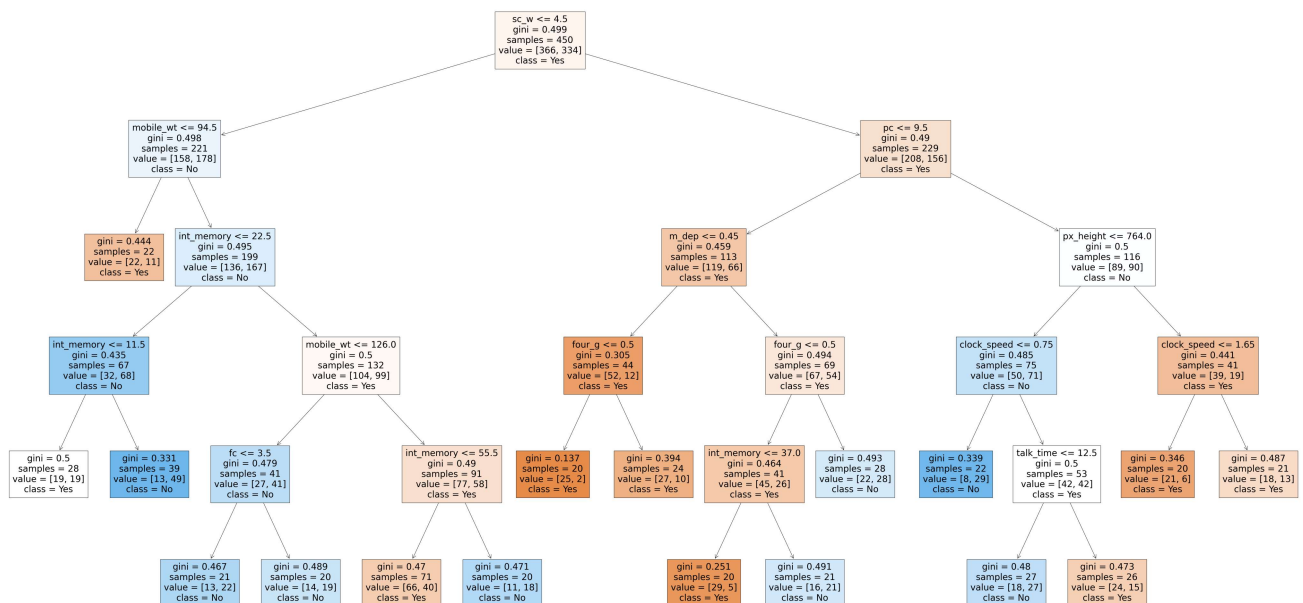 sc_w <= 4.5
gini = 0.499
samples = 450
value = [366, 334]
class = Yes
mobile_wt <= 94.5
gini = 0.498
samples = 221
value = [158, 178]
class = No
pc <= 9.5
gini = 0.49
samples = 229
value = [208, 156]
class = Yes
gini = 0.444
samples = 22
value = [22, 11]
class = Yes
int_memory <= 22.5
gini = 0.495
samples = 199
value = [136, 167]
class = No
m_dep <= 0.45
gini = 0.459
samples = 113
value = [119, 66]
class = Yes
px_height <= 764.0
gini = 0.5
samples = 116
value = [89, 90]
class = No
int_memory <= 11.5
gini = 0.435
samples = 67
value = [32, 68]
class = No
mobile_wt <= 126.0
gini = 0.5
samples = 132
value = [104, 99]
class = Yes
four_g <= 0.5
gini = 0.305
samples = 44
value = [52, 12]
class = Yes
four_g <= 0.5
gini = 0.494
samples = 69
value = [67, 54]
class = Yes
clock_speed <= 0.75
gini = 0.485
samples = 75
value = [50, 71]
class = No
clock_speed <= 1.65
gini = 0.441
samples = 41
value = [39, 19]
class = Yes
gini = 0.5
samples = 28
value = [19, 19]
class = Yes
gini = 0.331
samples = 39
value = [13, 49]
class = No
fc <= 3.5
gini = 0.479
samples = 41
value = [27, 41]
class = No
int_memory <= 55.5
gini = 0.49
samples = 91
value = [77, 58]
class = Yes
gini = 0.137
samples = 20
value = [25, 2]
class = Yes
gini = 0.394
samples = 24
value = [27, 10]
class = Yes
int_memory <= 37.0
gini = 0.464
samples = 41
value = [45, 26]
class = Yes
gini = 0.493
samples = 28
value = [22, 28]
class = No
gini = 0.339
samples = 22
value = [8, 29]
class = No
talk_time <= 12.5
gini = 0.5
samples = 53
value = [42, 42]
class = Yes
gini = 0.346
samples = 20
value = [21, 6]
class = Yes
gini = 0.487
samples = 21
value = [18, 13]
class = Yes
gini = 0.467
samples = 21
value = [13, 22]
class = No
gini = 0.489
samples = 20
value = [14, 19]
class = No
gini = 0.47
samples = 71
value = [66, 40]
class = Yes
gini = 0.471
samples = 20
value = [11, 18]
class = No
gini = 0.251
samples = 20
value = [29, 5]
class = Yes
gini = 0.491
samples = 21
value = [16, 21]
class = No
gini = 0.48
samples = 27
value = [18, 27]
class = No
gini = 0.473
samples = 26
value = [24, 15]
class = Yes